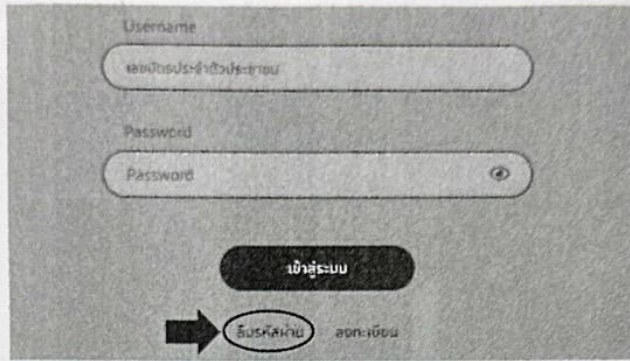 Username
เลขบัตรประจำตัวประชาชน
Password
Password
เข้าสู่ระบบ
ลืมรหัสผ่าน ลงทะเบียน